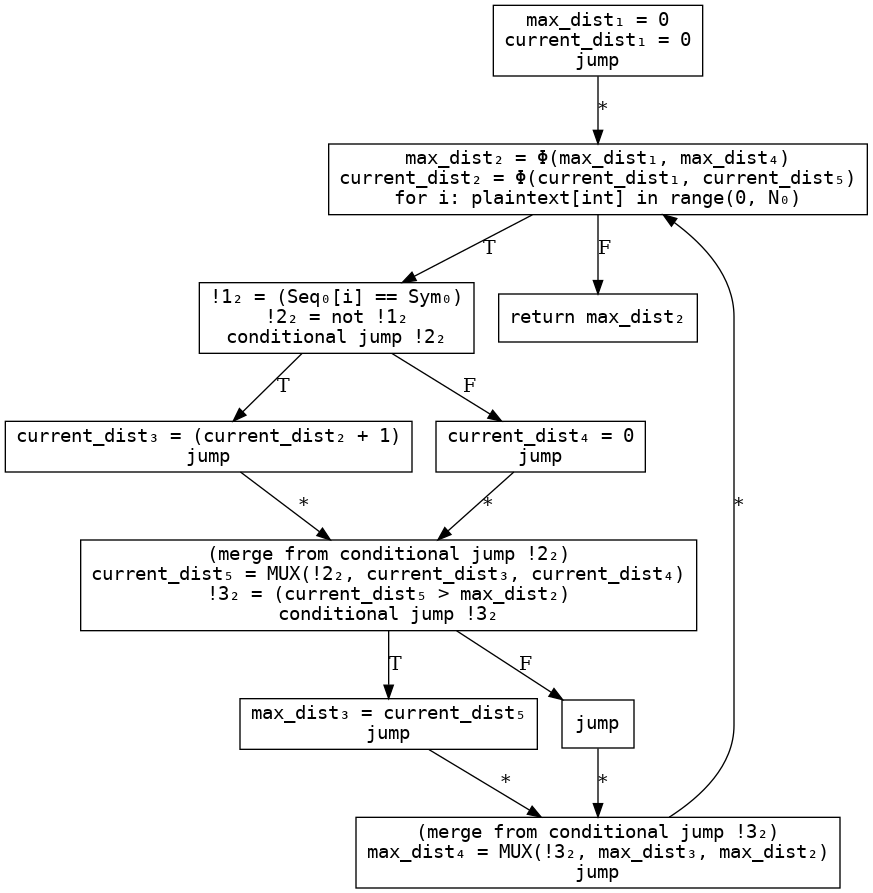 max_dist₁ = 0
current_dist₁ = 0
jump
*
max_dist₂ = Φ(max_dist₁, max_dist₄)
current_dist₂ = Φ(current_dist₁, current_dist₅)
for i: plaintext[int] in range(0, N₀)
T
F
!1₂ = (Seq₀[i] == Sym₀)
!2₂ = not !1₂
conditional jump !2₂
return max_dist₂
T
F
current_dist₃ = (current_dist₂ + 1)
jump
current_dist₄ = 0
jump
*
*
*
(merge from conditional jump !2₂)
current_dist₅ = MUX(!2₂, current_dist₃, current_dist₄)
!3₂ = (current_dist₅ > max_dist₂)
conditional jump !3₂
T
F
max_dist₃ = current_dist₅
jump
jump
*
*
(merge from conditional jump !3₂)
max_dist₄ = MUX(!3₂, max_dist₃, max_dist₂)
jump